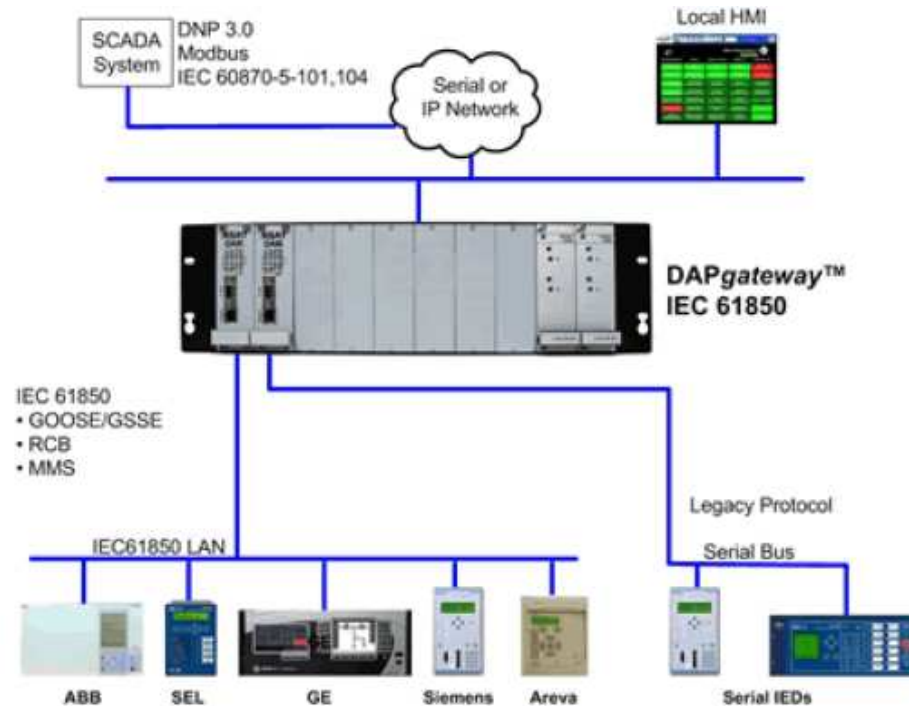 SCADA
System
DNP 3.0
Modbus
IEC 60870-5-101,104
Serial or
IP Network
Local HMI
DAPgateway™
IEC 61850
IEC 61850
• GOOSE/GSSE
• RCB
• MMS
Legacy Protocol
IEC61850 LAN
Serial Bus
ABB
SEL
GE
Siemens
Areva
Serial IEDs